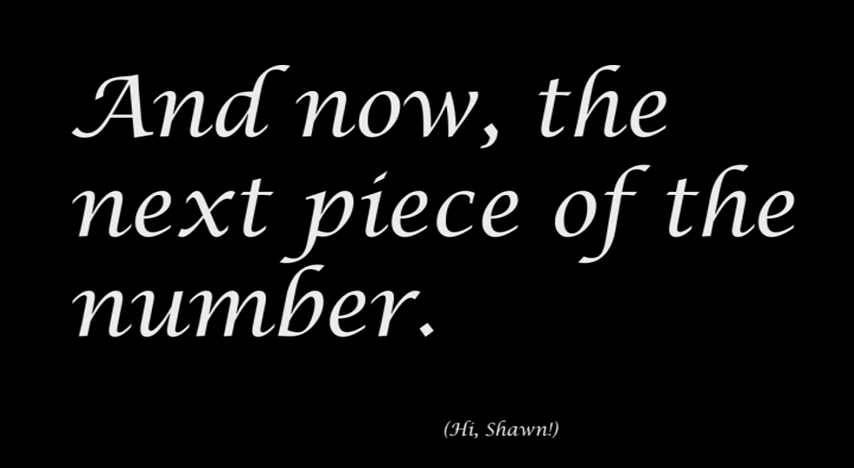 And now, the
next piece of the
number.
(Hi, Shawn!)